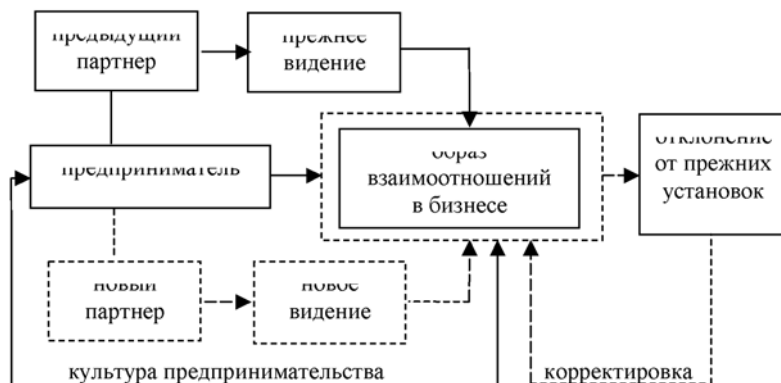 предыдущий
партнер
прежнее
видение
предприниматель
образ
взаимоотношений
в бизнесе
отклонение
от прежних
установок
новый
партнер
новое
видение
культура предпринимательства
корректировка